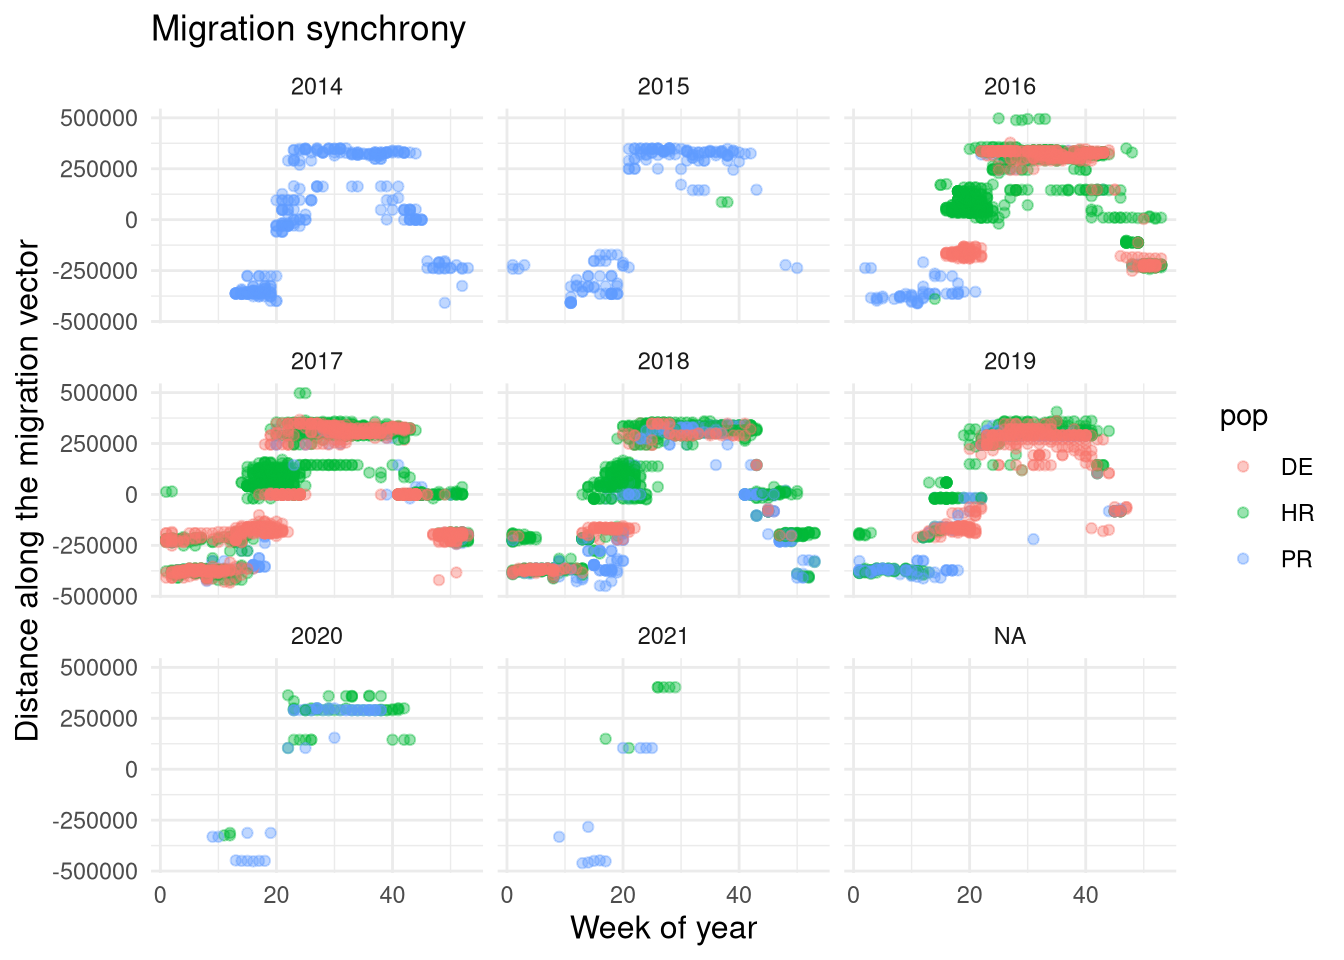 Migration synchrony
2014 2015 2016
500000
250000
0
-250000
-500000
2017 2018 2019
500000
250000
0
-250000
-500000
2020 2021 NA
500000
250000
0
-250000
-500000
0 20 40 0 20 40 0 20 40
Week of year
Distance along the migration vector
pop
DE
HR
PR